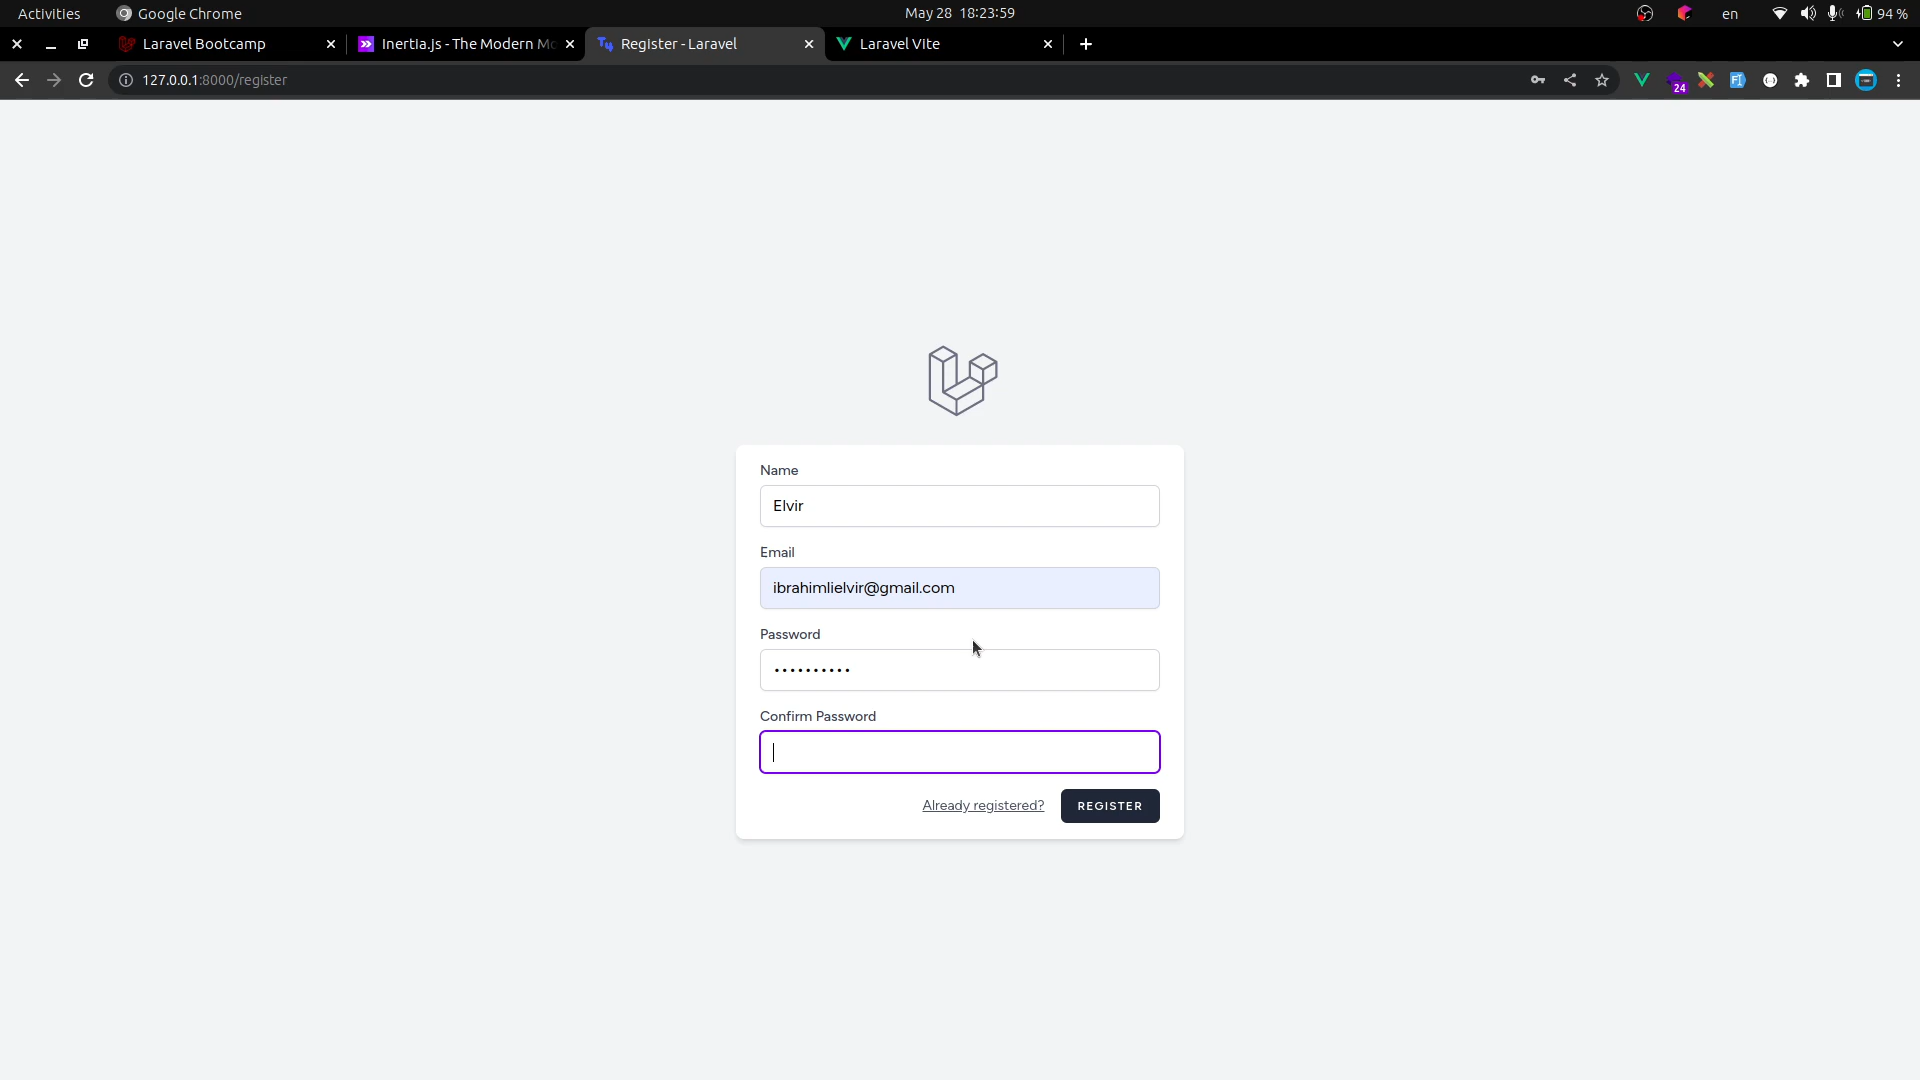 Activities Google Chrome May 28 18:23:59 en 94 %
Laravel Bootcamp Inertia.js - The Modern Mo Register - Laravel Laravel Vite
127.0.0.1:8000/register 24
Name
Elvir
Email
ibrahimlielvir@gmail.com
Password
••••••••••
Confirm Password
Already registered? REGISTER